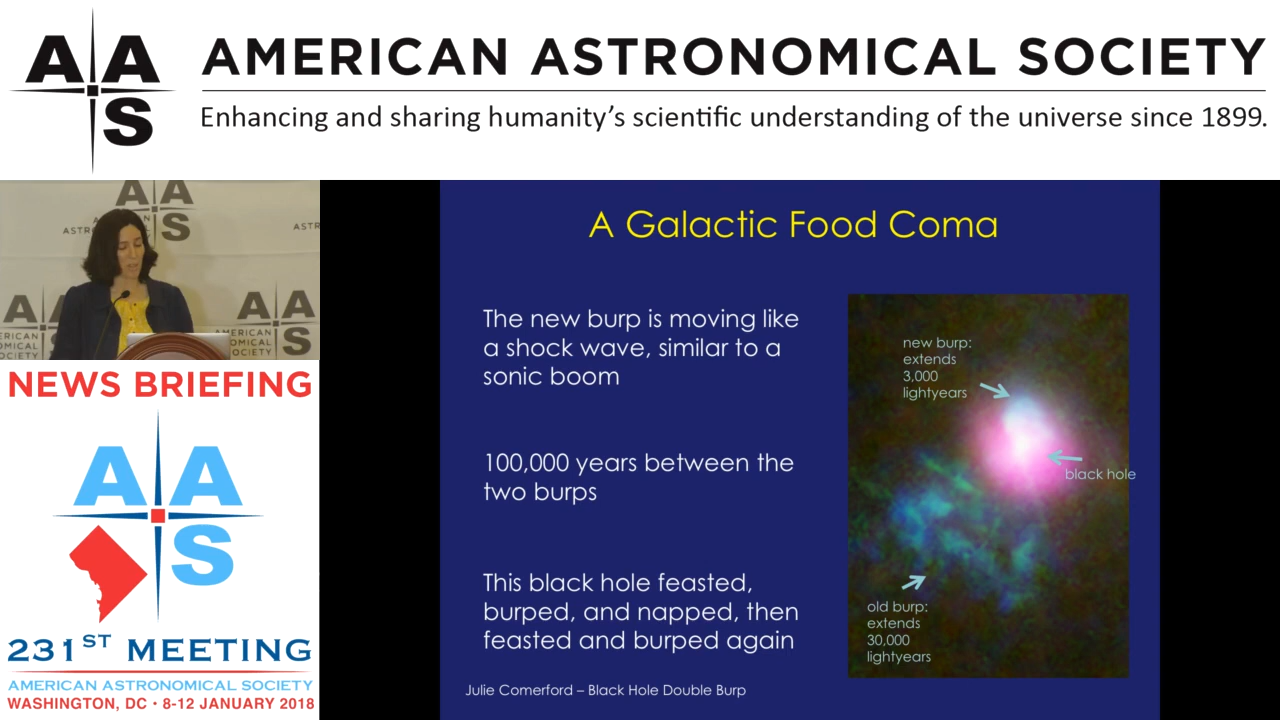 AAS
AMERICAN ASTRONOMICAL SOCIETY
Enhancing and sharing humanity's scientific understanding of the universe since 1899.
NEWS BRIEFING
AAS
231ST MEETING
AMERICAN ASTRONOMICAL SOCIETY
WASHINGTON, DC • 8-12 JANUARY 2018
A Galactic Food Coma
The new burp is moving like
a shock wave, similar to a
sonic boom
100,000 years between the
two burps
This black hole feasted,
burped, and napped, then
feasted and burped again
new burp:
extends
3,000
lightyears
black hole
old burp:
extends
30,000
lightyears
Julie Comerford – Black Hole Double Burp